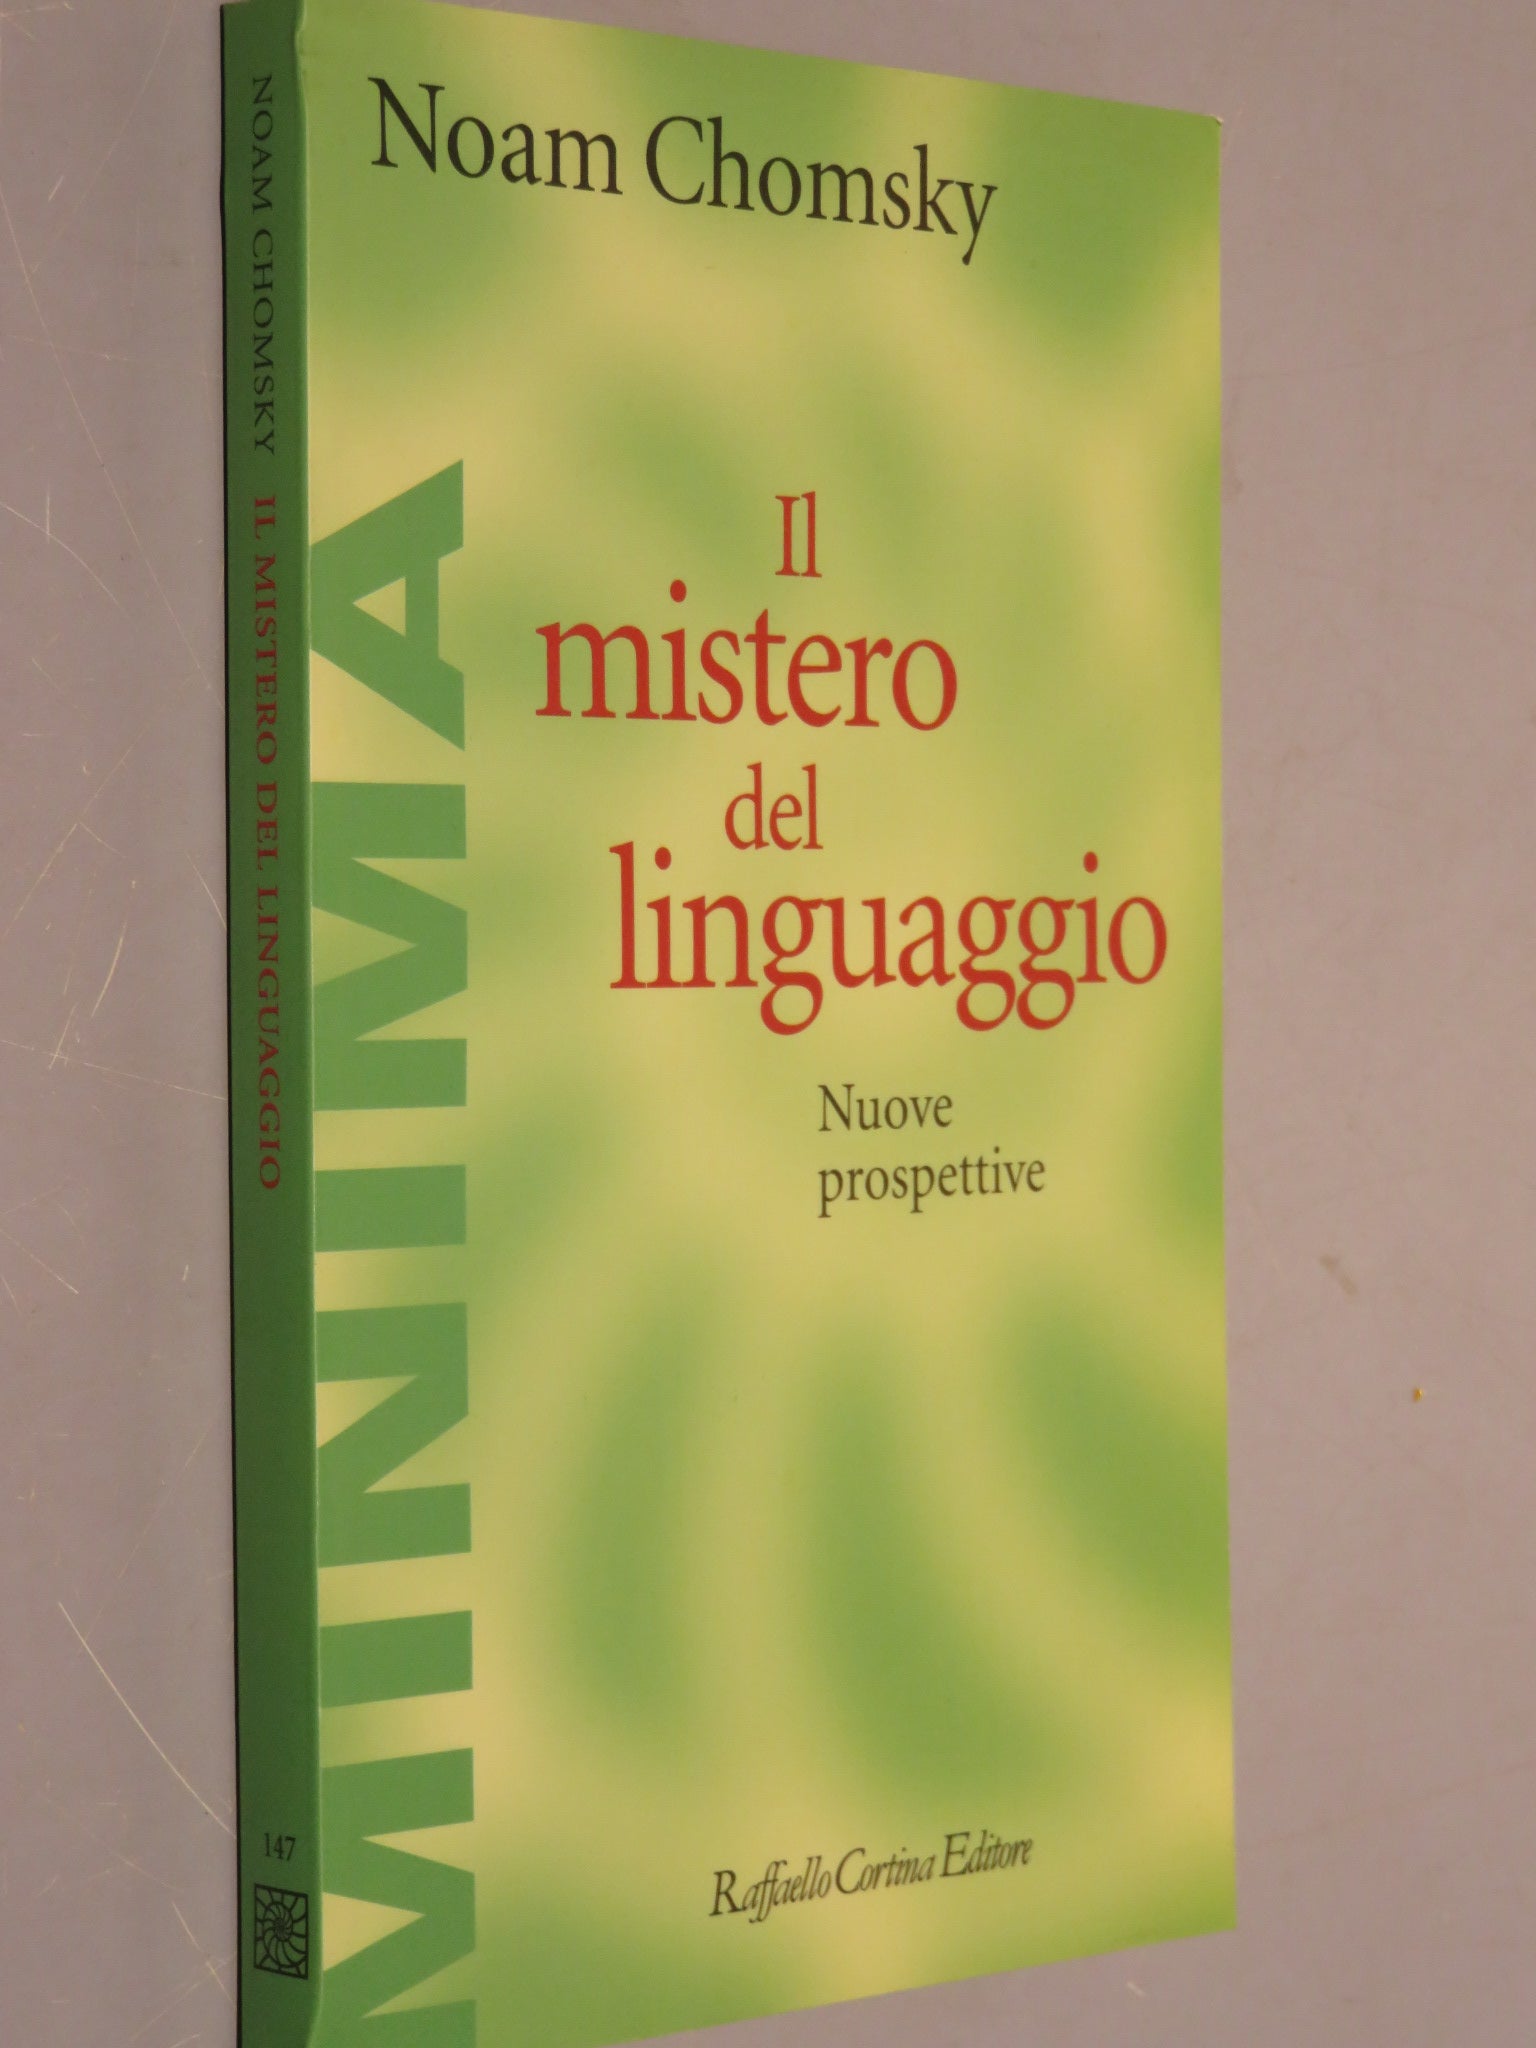 Noam Chomsky
Il
mistero
del
linguaggio
Nuove
prospettive
Raffaello Cortina Editore
MINIMA
NOAM CHOMSKY IL MISTERO DEL LINGUAGGIO
147